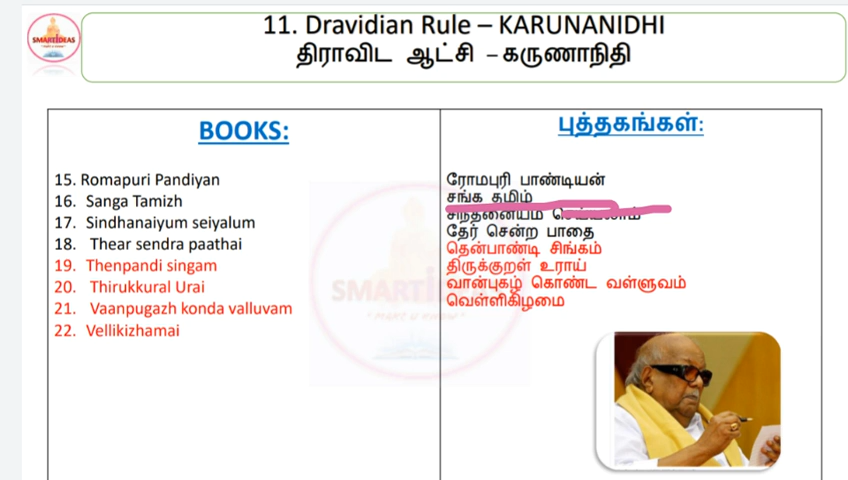 SMARTIDEAS
11. Dravidian Rule – KARUNANIDHI
திராவிட ஆட்சி – கருணாநிதி
BOOKS:
15. Romapuri Pandiyan
16. Sanga Tamizh
17. Sindhanaiyum seiyalum
18. Thear sendra paathai
19. Thenpandi singam
20. Thirukkural Urai
21. Vaanpugazh konda valluvam
22. Vellikizhamai
புத்தகங்கள்:
ரோமபுரி பாண்டியன்
சங்க தமிழ்
சிந்தனையும்
தேர் சென்ற பாதை
தென்பாண்டி சிங்கம்
திருக்குறள் உராய்
வான்புகழ் கொண்ட வள்ளுவம்
வெள்ளிகிழமை